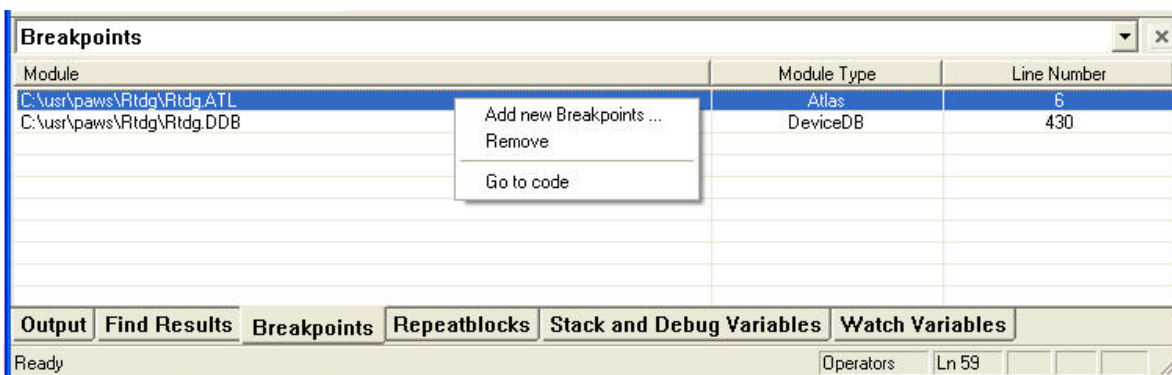 Breakpoints
Module Module Type Line Number
C:\usr\paws\Rtdg\Rtdg.ATL Atlas 6
C:\usr\paws\Rtdg\Rtdg.DDB DeviceDB 430
Add new Breakpoints ...
Remove
Go to code
Output Find Results Breakpoints Repeatblocks Stack and Debug Variables Watch Variables
Ready Operators Ln 59